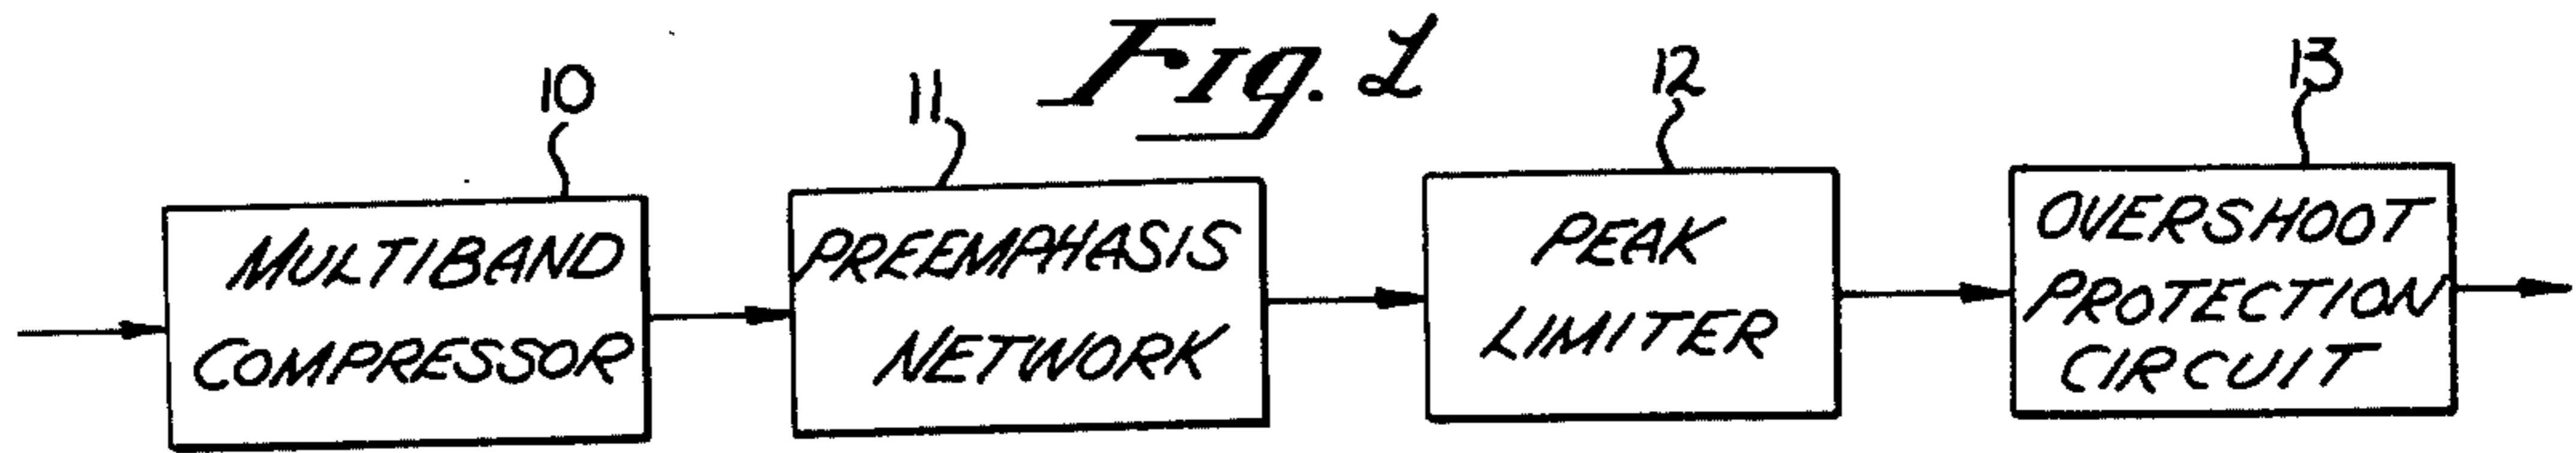 Fig. 1
10
11
12
13
MULTIBAND
COMPRESSOR
PREEMPHASIS
NETWORK
PEAK
LIMITER
OVERSHOOT
PROTECTION
CIRCUIT